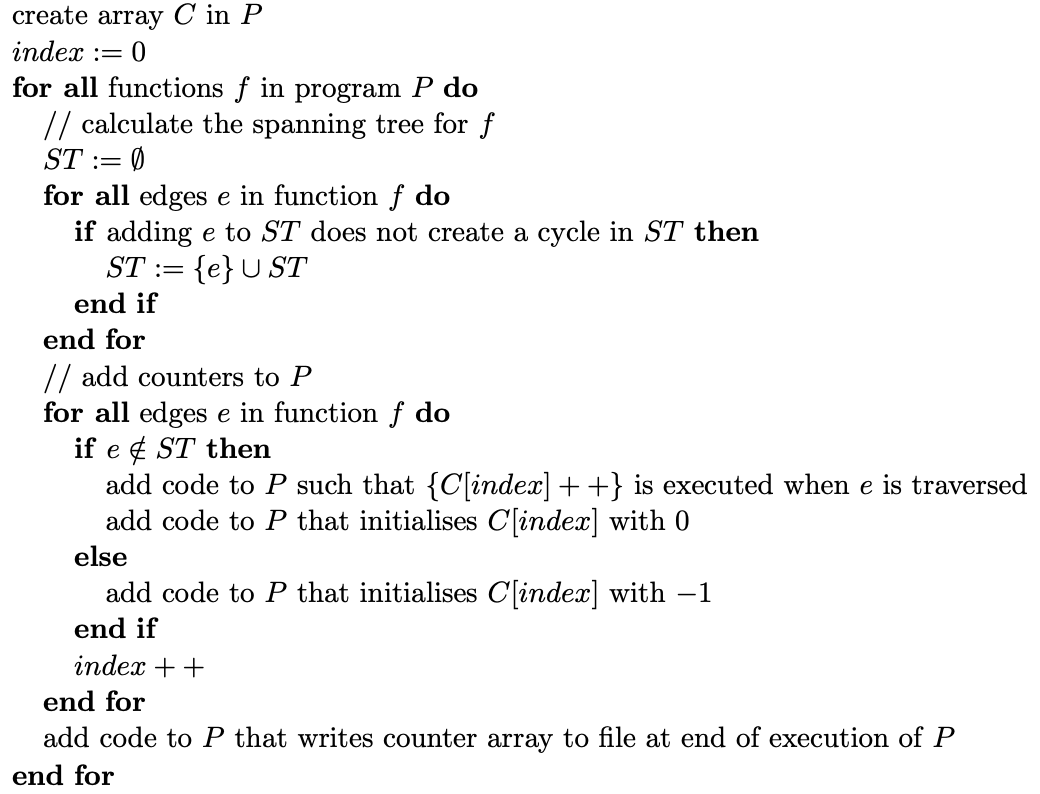 create array C in P
index := 0
for all functions f in program P do
// calculate the spanning tree for f
ST := ∅
for all edges e in function f do
if adding e to ST does not create a cycle in ST then
ST := {e} ∪ ST
end if
end for
// add counters to P
for all edges e in function f do
if e ∉ ST then
add code to P such that {C[index] + +} is executed when e is traversed
add code to P that initialises C[index] with 0
else
add code to P that initialises C[index] with −1
end if
index + +
end for
add code to P that writes counter array to file at end of execution of P
end for